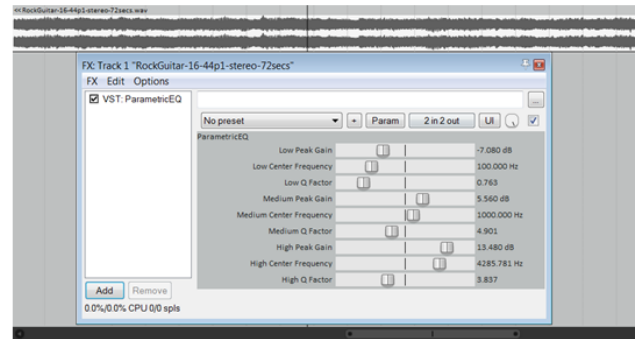 <<RockGuitar-16-44p1-stereo-72secs.wav
FX: Track 1 "RockGuitar-16-44p1-stereo-72secs"
FX Edit Options
VST: ParametricEQ
...
No preset + Param 2 in 2 out UI
ParametricEQ
Low Peak Gain -7.080 dB
Low Center Frequency 100.000 Hz
Low Q Factor 0.763
Medium Peak Gain 5.560 dB
Medium Center Frequency 1000.000 Hz
Medium Q Factor 4.901
High Peak Gain 13.480 dB
High Center Frequency 4285.781 Hz
High Q Factor 3.837
Add Remove
0.0%/0.0% CPU 0/0 spls